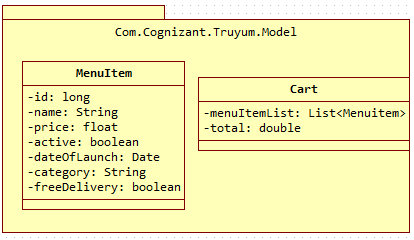 Com.Cognizant.Truyum.Model
MenuItem
-id: long
-name: String
-price: float
-active: boolean
-dateOfLaunch: Date
-category: String
-freeDelivery: boolean
Cart
-menuItemList: List<Menuitem>
-total: double